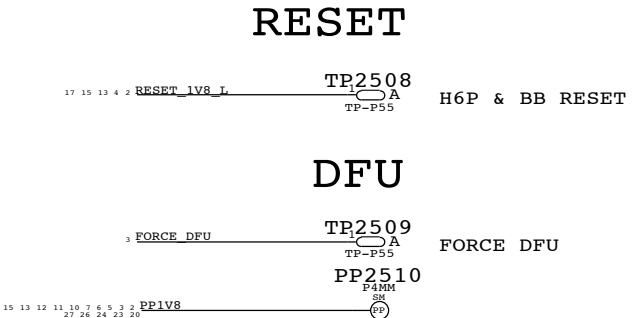 RESET
TP2508
17 15 13 4 2 RESET_1V8_L 1 A
TP-P55
H6P & BB RESET
DFU
TP2509
3 FORCE_DFU 1 A
TP-P55
FORCE DFU
PP2510
P4MM
SM
15 13 12 11 10 7 6 5 3 2 PP1V8
27 26 24 23 20
PP